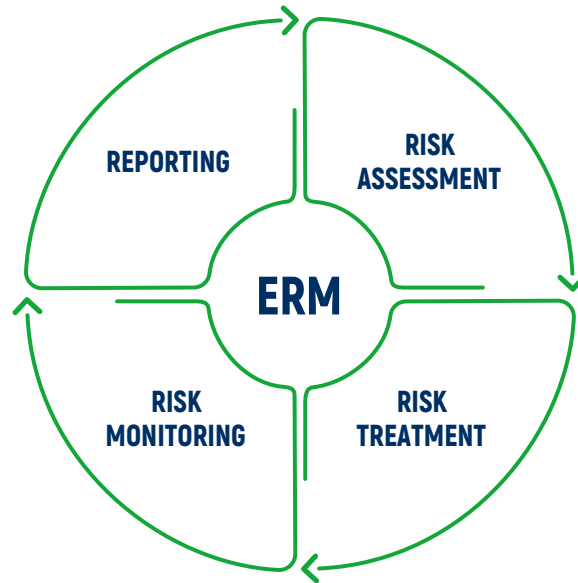 REPORTING
RISK
ASSESSMENT
ERM
RISK
MONITORING
RISK
TREATMENT